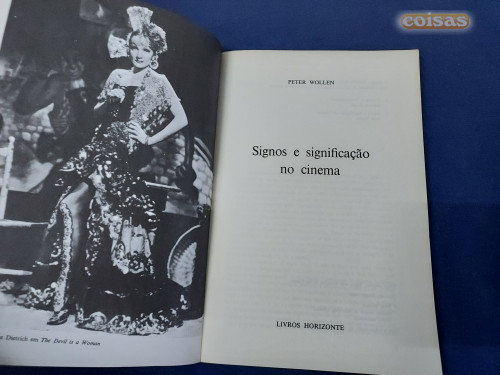 coisas
PETER WOLLEN
Signos e significação
no cinema
LIVROS HORIZONTE
Dietrich em The Devil is a Woman